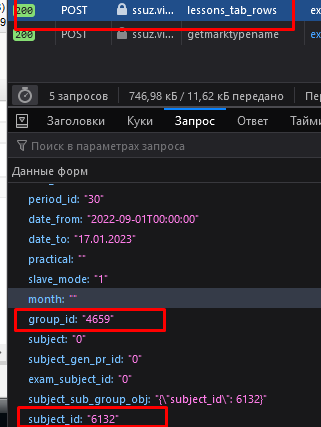 200 POST ssuz.vi... lessons_tab_rows ex
200 POST ssuz.vi... getmarktypename ex
5 запросов 746,98 кБ / 11,62 кБ передано Пере
Заголовки Куки Запрос Ответ Тайм
Поиск в параметрах запроса
Данные форм
period_id: "30"
date_from: "2022-09-01T00:00:00"
date_to: "17.01.2023"
practical: ""
slave_mode: "1"
month: ""
group_id: "4659"
subject: "0"
subject_gen_pr_id: "0"
exam_subject_id: "0"
subject_sub_group_obj: "{\"subject_id\": 6132}"
subject_id: "6132"